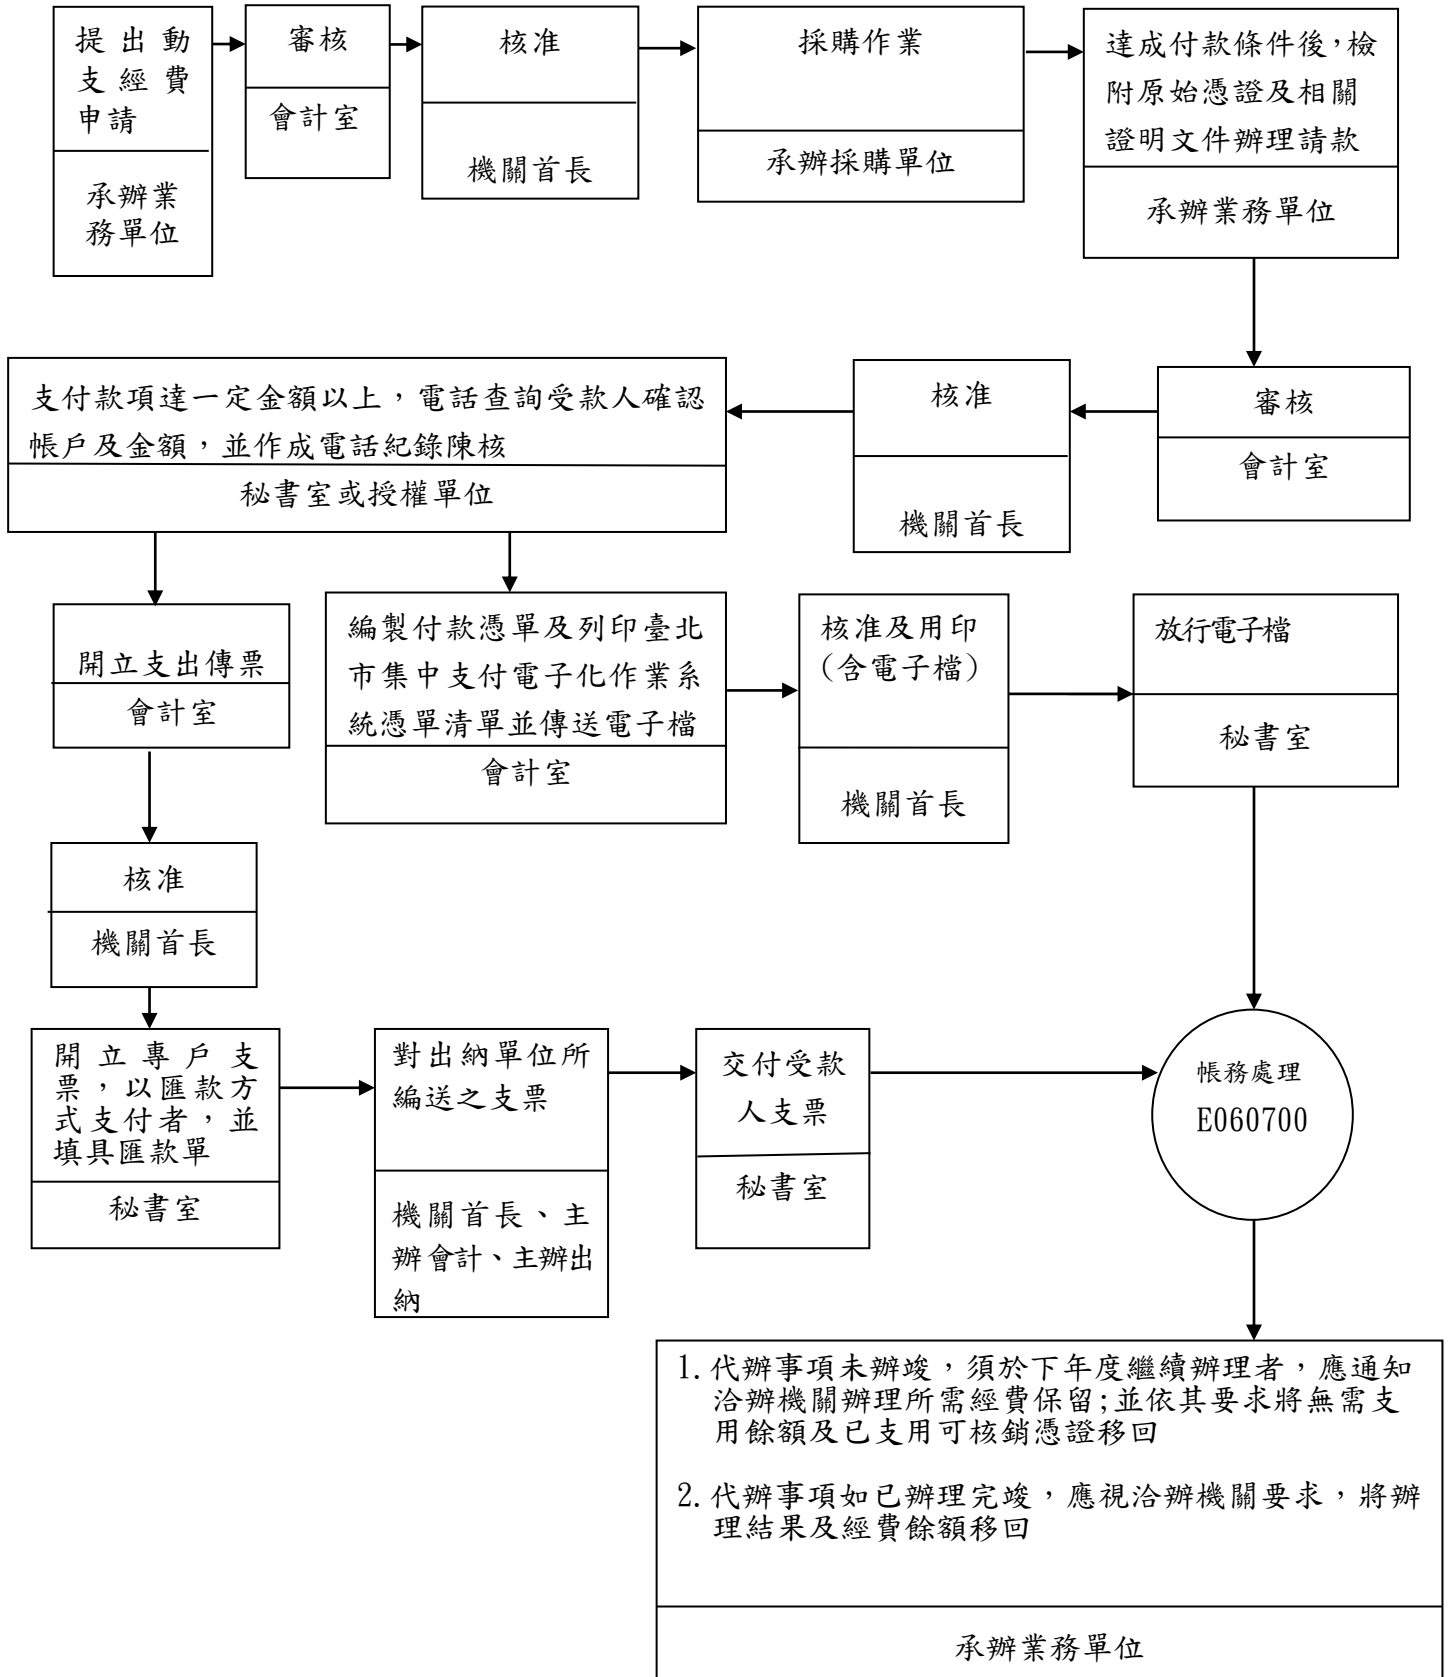 提出動
支經費
申請
承辦業
務單位
審核
會計室
核准
機關首長
採購作業
承辦採購單位
達成付款條件後,檢
附原始憑證及相關
證明文件辦理請款
承辦業務單位
審核
會計室
核准
機關首長
支付款項達一定金額以上，電話查詢受款人確認
帳戶及金額，並作成電話紀錄陳核
秘書室或授權單位
開立支出傳票
會計室
編製付款憑單及列印臺北
市集中支付電子化作業系
統憑單清單並傳送電子檔
會計室
核准及用印
(含電子檔)
機關首長
放行電子檔
秘書室
核准
機關首長
開立專戶支
票，以匯款方
式支付者，並
填具匯款單
秘書室
對出納單位所
編送之支票
機關首長、主
辦會計、主辦出
納
交付受款
人支票
秘書室
帳務處理
E060700
1.代辦事項未辦竣，須於下年度繼續辦理者，應通知
洽辦機關辦理所需經費保留;並依其要求將無需支
用餘額及已支用可核銷憑證移回
2.代辦事項如已辦理完竣，應視洽辦機關要求，將辦
理結果及經費餘額移回
承辦業務單位